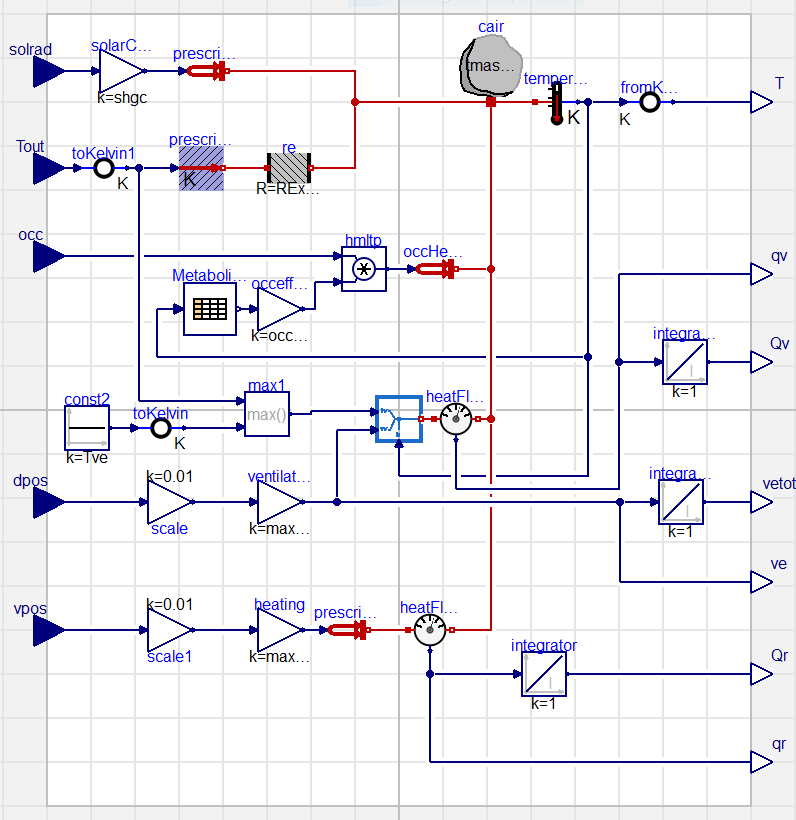 cair
solrad
solarC...
prescri...
tmas...
temper...
fromK...
T
k=shgc
K
K
Tout
toKelvin1
prescri...
re
K
K
R=REx...
occ
hmltp
occHe...
qv
Metaboli...
occeff...
k=occ...
integra...
Qv
I
k=1
const2
toKelvin
max1
max()
heatFl...
K
k=Tve
dpos
k=0.01
ventilat...
integra...
vetot
I
scale
k=max...
k=1
ve
vpos
k=0.01
heating
prescri...
heatFl...
scale1
k=max...
integrator
Qr
I
k=1
qr